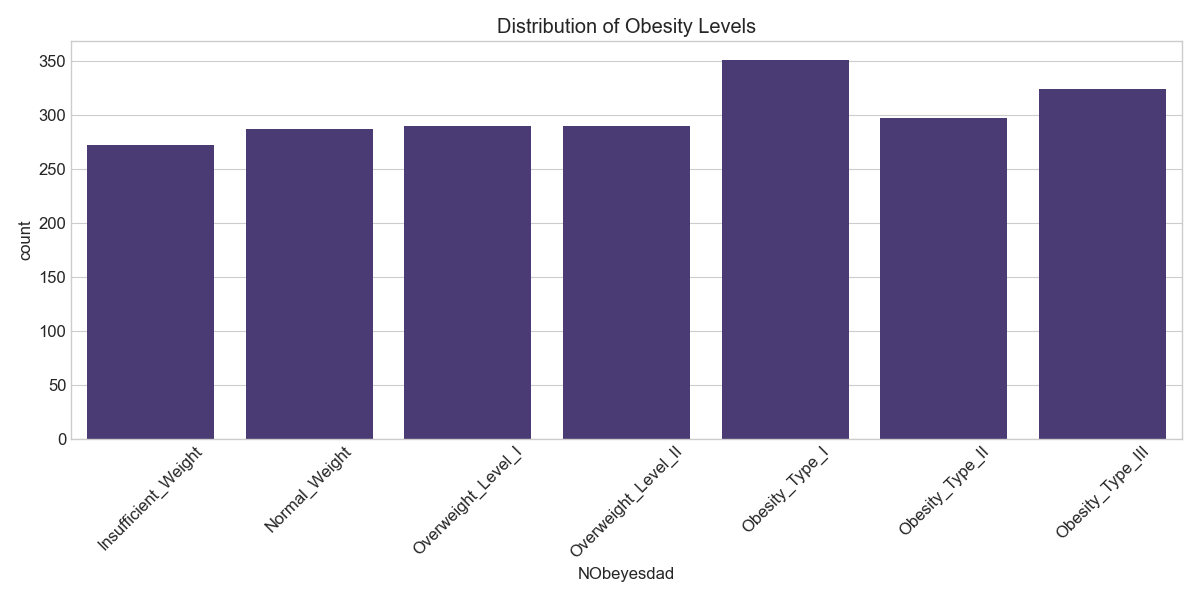 Distribution of Obesity Levels
350
300
250
200
150
100
50
0
count
Insufficient_Weight
Normal_Weight
Overweight_Level_I
Overweight_Level_II
Obesity_Type_I
Obesity_Type_II
Obesity_Type_III
NObeyesdad